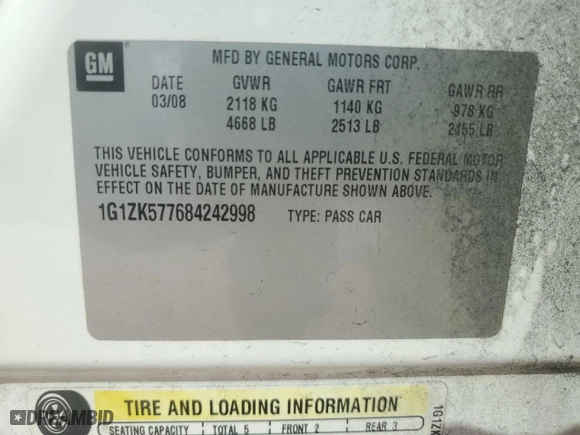 GM
MFD BY GENERAL MOTORS CORP.
DATE GVWR GAWR FRT GAWR RR
03/08 2118 KG 1140 KG 978 KG
4668 LB 2513 LB 2155 LB
THIS VEHICLE CONFORMS TO ALL APPLICABLE U.S. FEDERAL MOTOR
VEHICLE SAFETY, BUMPER, AND THEFT PREVENTION STANDARDS IN
EFFECT ON THE DATE OF MANUFACTURE SHOWN ABOVE.
1G1ZK577684242998 TYPE: PASS CAR
TIRE AND LOADING INFORMATION
SEATING CAPACITY TOTAL 5 FRONT 2 REAR 3
1G1ZK
DREAMBID